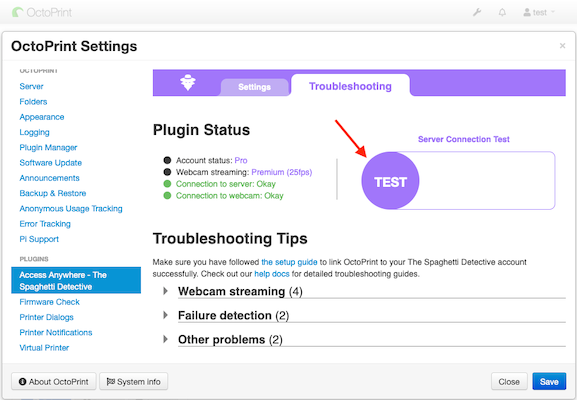 OctoPrint
test
OctoPrint Settings
×
OCTOPRINT
Server
Folders
Appearance
Logging
Plugin Manager
Software Update
Announcements
Backup & Restore
Anonymous Usage Tracking
Error Tracking
Pi Support
PLUGINS
Access Anywhere - The
Spaghetti Detective
Firmware Check
Printer Dialogs
Printer Notifications
Virtual Printer
Settings
Troubleshooting
Plugin Status
Account status: Pro
Webcam streaming: Premium (25fps)
Connection to server: Okay
Connection to webcam: Okay
Server Connection Test
TEST
Troubleshooting Tips
Make sure you have followed the setup guide to link OctoPrint to your The Spaghetti Detective account
successfully. Check out our help docs for detailed troubleshooting guides.
Webcam streaming (4)
Failure detection (2)
Other problems (2)
About OctoPrint
System info
Close
Save